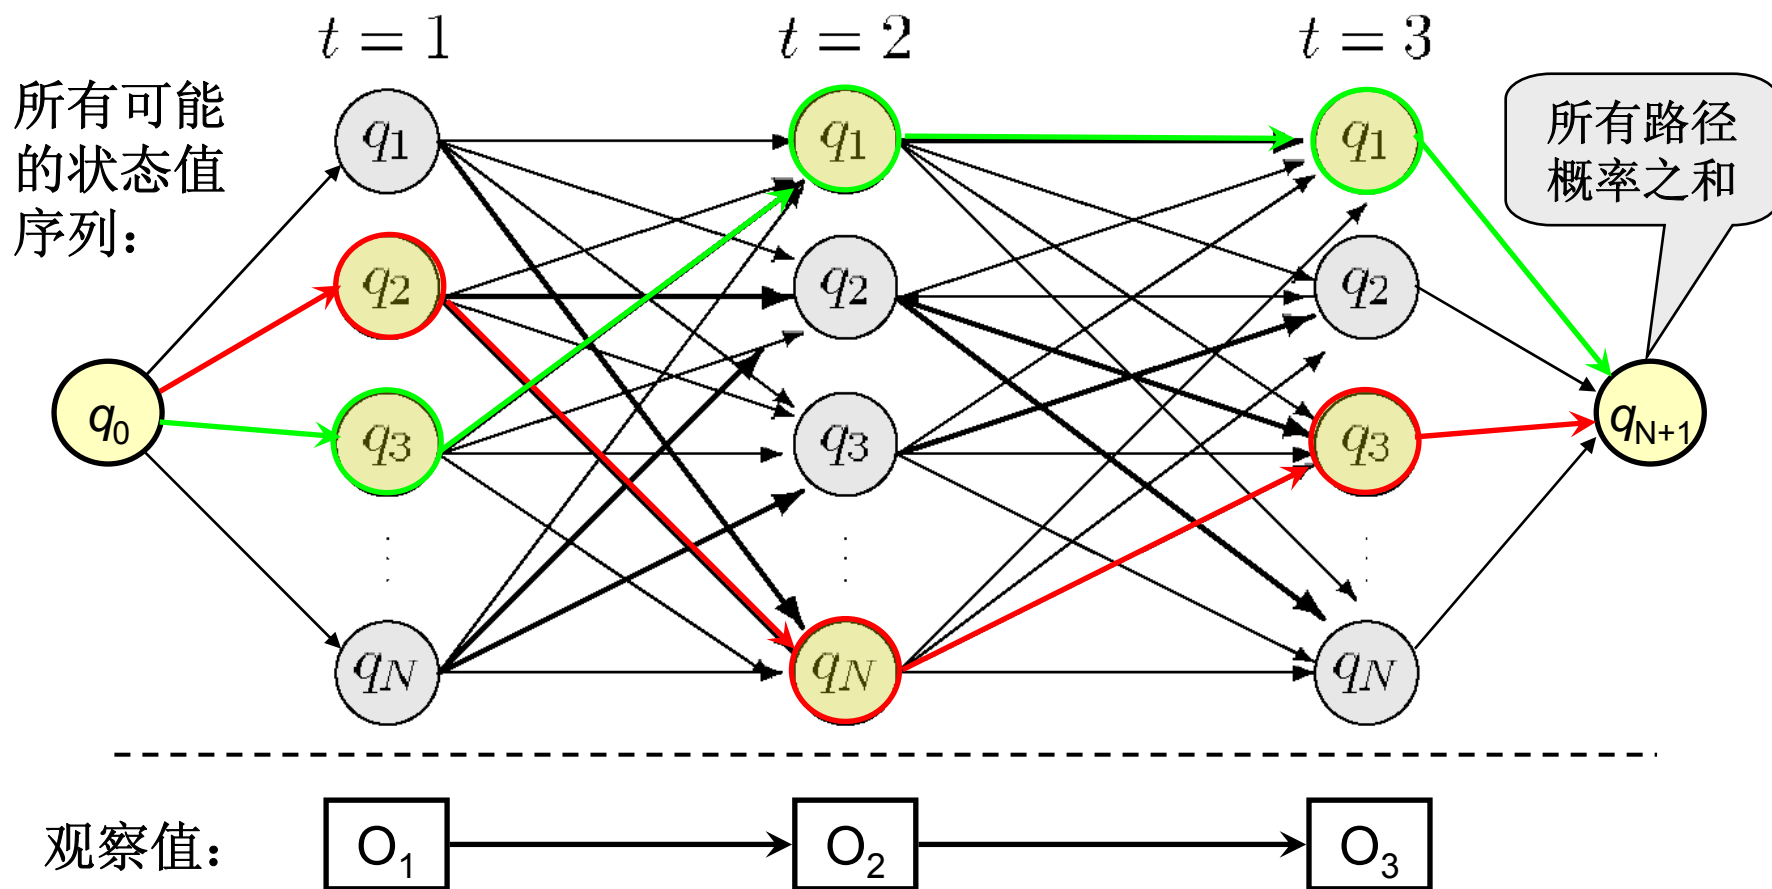 t = 1
t = 2
t = 3
所有可能
的状态值
序列：
所有路径
概率之和
q₁
q₁
q₁
q₂
q₂
q₂
q₀
q₃
q₃
q₃
qN+1
qN
qN
qN
观察值：
O₁
O₂
O₃